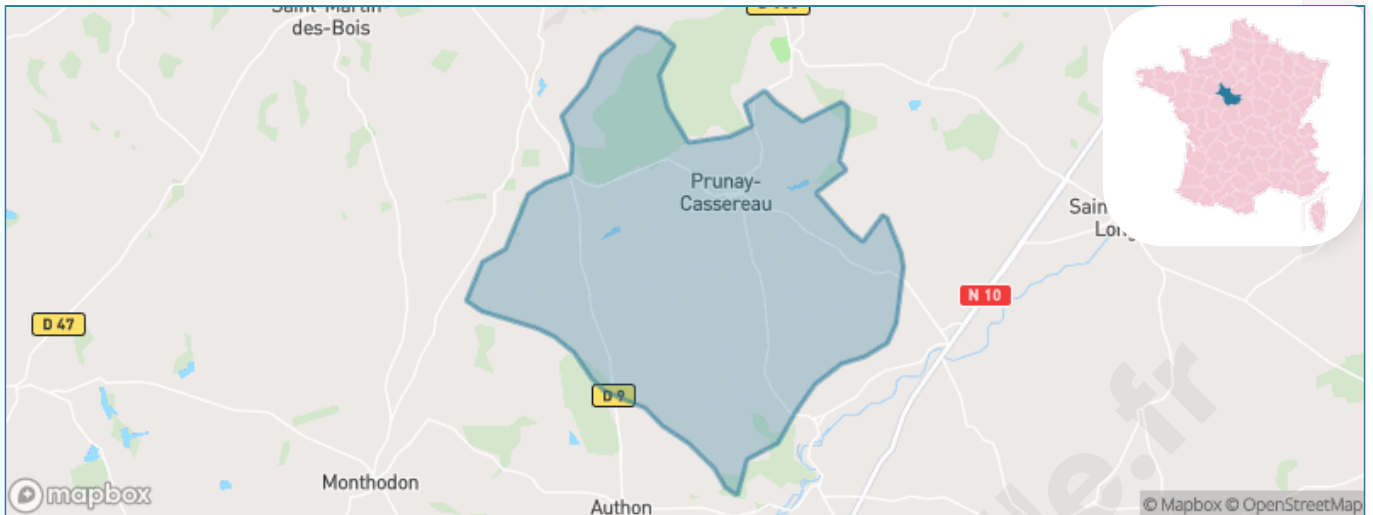 Saint-Martin-
des-Bois
Prunay-
Cassereau
N 10
D 47
D 9
Monthodon
Authon
mapbox
© Mapbox © OpenStreetMap